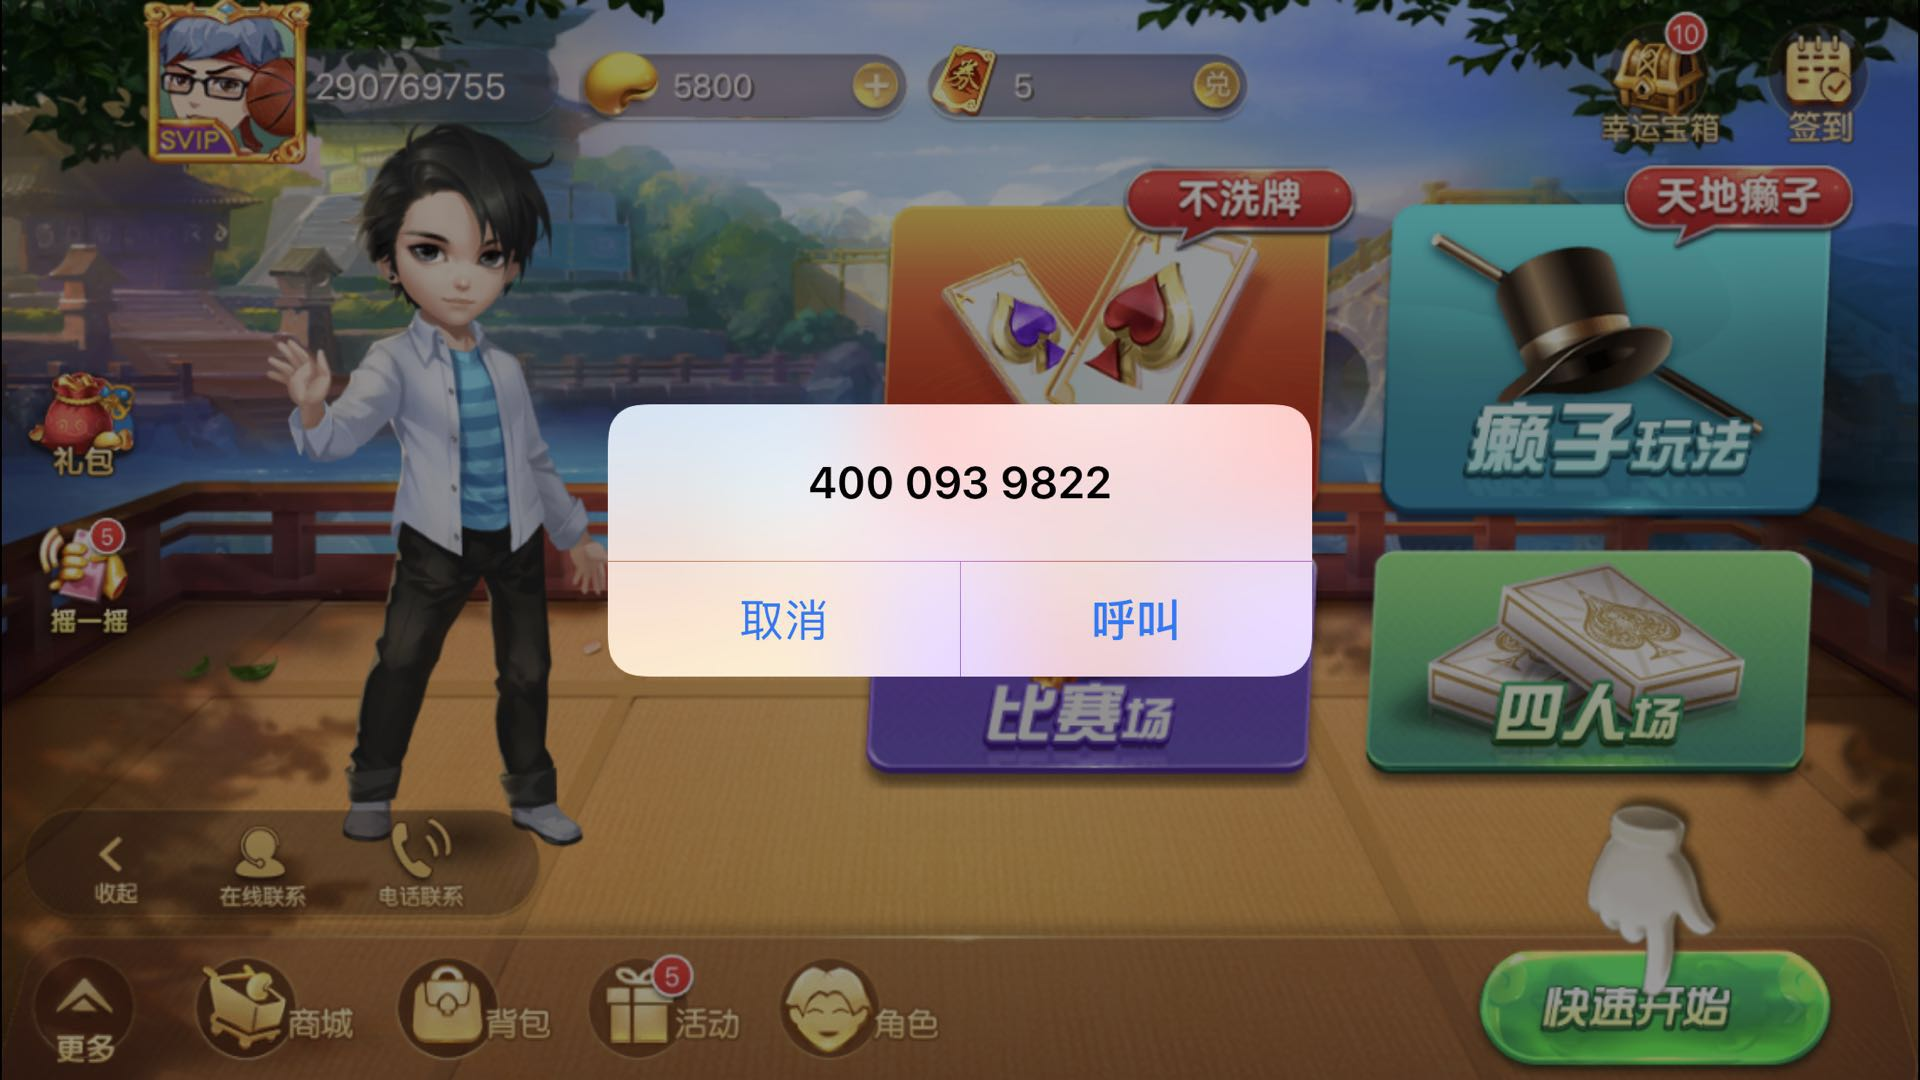 290769755
5800
5
10
幸运宝箱
签到
SVIP
不洗牌
天地癞子
癞子玩法
礼包
400 093 9822
5
摇一摇
取消
呼叫
比赛场
四人场
收起
在线联系
电话联系
更多
商城
背包
5
活动
角色
快速开始
券
兑